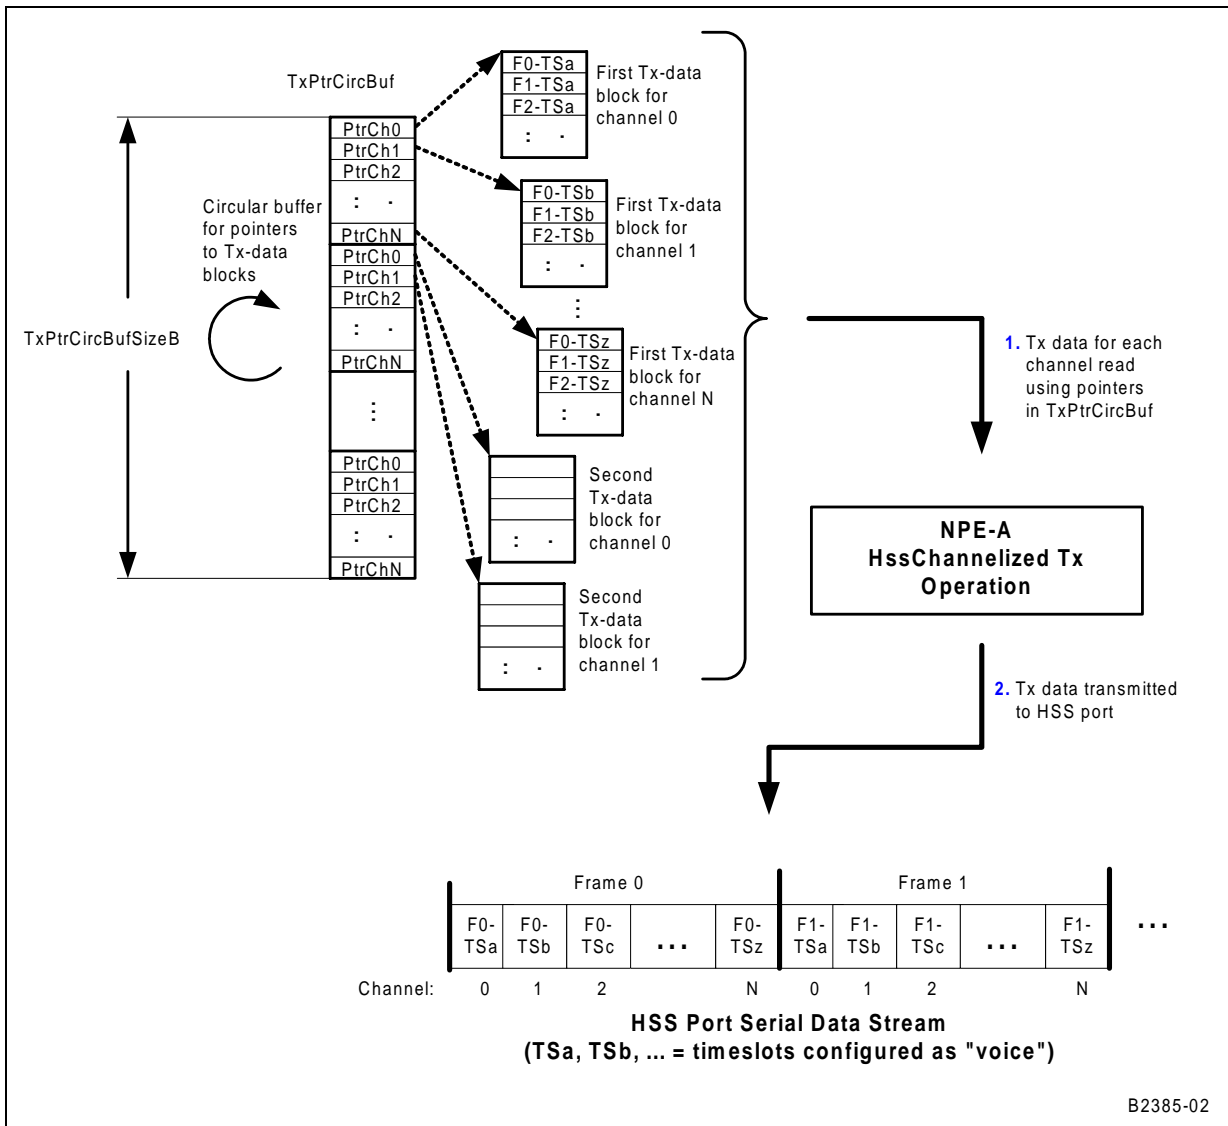 TxPtrCircBuf
PtrCh0
PtrCh1
PtrCh2
: .
PtrChN
PtrCh0
PtrCh1
PtrCh2
: .
PtrChN
⋮
PtrCh0
PtrCh1
PtrCh2
: .
PtrChN
TxPtrCircBufSizeB
Circular buffer
for pointers
to Tx-data
blocks
F0-TSa
F1-TSa
F2-TSa
: .
First Tx-data
block for
channel 0
F0-TSb
F1-TSb
F2-TSb
: .
First Tx-data
block for
channel 1
⋮
F0-TSz
F1-TSz
F2-TSz
: .
First Tx-data
block for
channel N
: .
Second
Tx-data
block for
channel 0
: .
Second
Tx-data
block for
channel 1
1. Tx data for each
channel read
using pointers
in TxPtrCircBuf
NPE-A
HssChannelized Tx
Operation
2. Tx data transmitted
to HSS port
Frame 0 Frame 1
F0- F0- F0- F0- F1- F1- F1- F1-
TSa TSb TSc ... TSz TSa TSb TSc ... TSz ...
Channel: 0 1 2 N 0 1 2 N
HSS Port Serial Data Stream
(TSa, TSb, ... = timeslots configured as "voice")
B2385-02